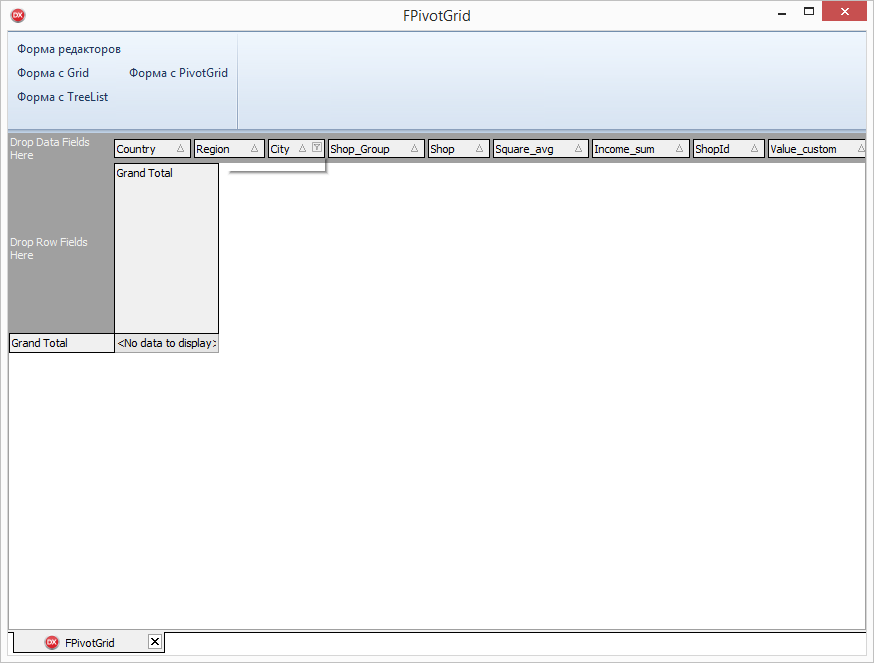 DX
FPivotGrid
Форма редакторов
Форма с Grid
Форма с PivotGrid
Форма с TreeList
Drop Data Fields
Here
Country
Region
City
Shop_Group
Shop
Square_avg
Income_sum
ShopId
Value_custom
Grand Total
Drop Row Fields
Here
Grand Total
<No data to display>
DX
FPivotGrid